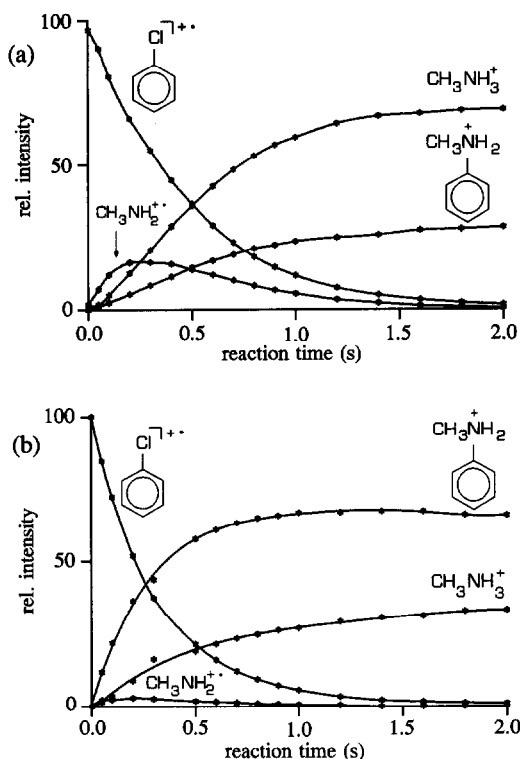 (a)
rel. intensity
100
50
0
Cl⁺·
CH₃NH₃⁺
CH₃NH₂⁺
CH₃NH₂⁺·
0.0 0.5 1.0 1.5 2.0
reaction time (s)
(b)
rel. intensity
100
50
0
Cl⁺·
CH₃NH₂⁺
CH₃NH₃⁺
CH₃NH₂⁺·
0.0 0.5 1.0 1.5 2.0
reaction time (s)